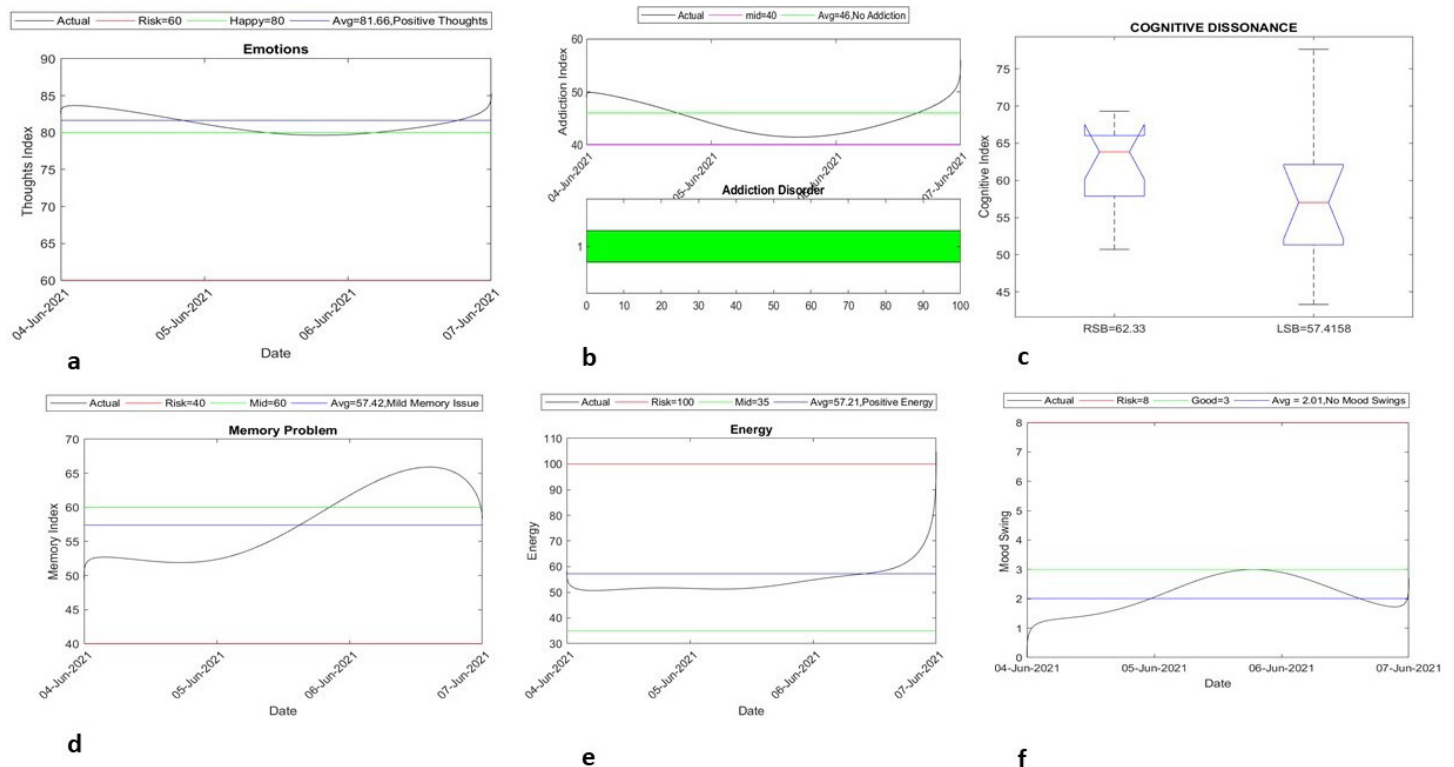 Actual Risk=60 Happy=80 Avg=81.66,Positive Thoughts
Emotions
90
85
80
75
70
65
60
Thoughts Index
04-Jun-2021 05-Jun-2021 06-Jun-2021 07-Jun-2021
Date
a
Actual mid=40 Avg=46,No Addiction
60
50
40
Addiction Index
04-Jun-2021 05-Jun-2021 06-Jun-2021 07-Jun-2021
Addiction Disorder
1
0 10 20 30 40 50 60 70 80 90 100
b
COGNITIVE DISSONANCE
75
70
65
60
55
50
45
Cognitive Index
RSB=62.33 LSB=57.4158
c
Actual Risk=40 Mid=60 Avg=57.42,Mild Memory Issue
Memory Problem
70
65
60
55
50
45
40
Memory Index
04-Jun-2021 05-Jun-2021 06-Jun-2021 07-Jun-2021
Date
d
Actual Risk=100 Mid=35 Avg=57.21,Positive Energy
Energy
110
100
90
80
70
60
50
40
30
Energy
04-Jun-2021 05-Jun-2021 06-Jun-2021 07-Jun-2021
Date
e
Actual Risk=8 Good=3 Avg = 2.01,No Mood Swings
8
7
6
5
4
3
2
1
0
Mood Swing
04-Jun-2021 05-Jun-2021 06-Jun-2021 07-Jun-2021
Date
f